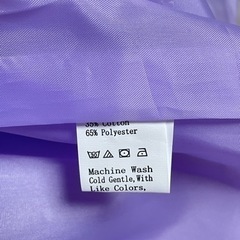 35% Cotton
65% Polyester
Machine Wash
Cold Gentle,With
Like Colors,